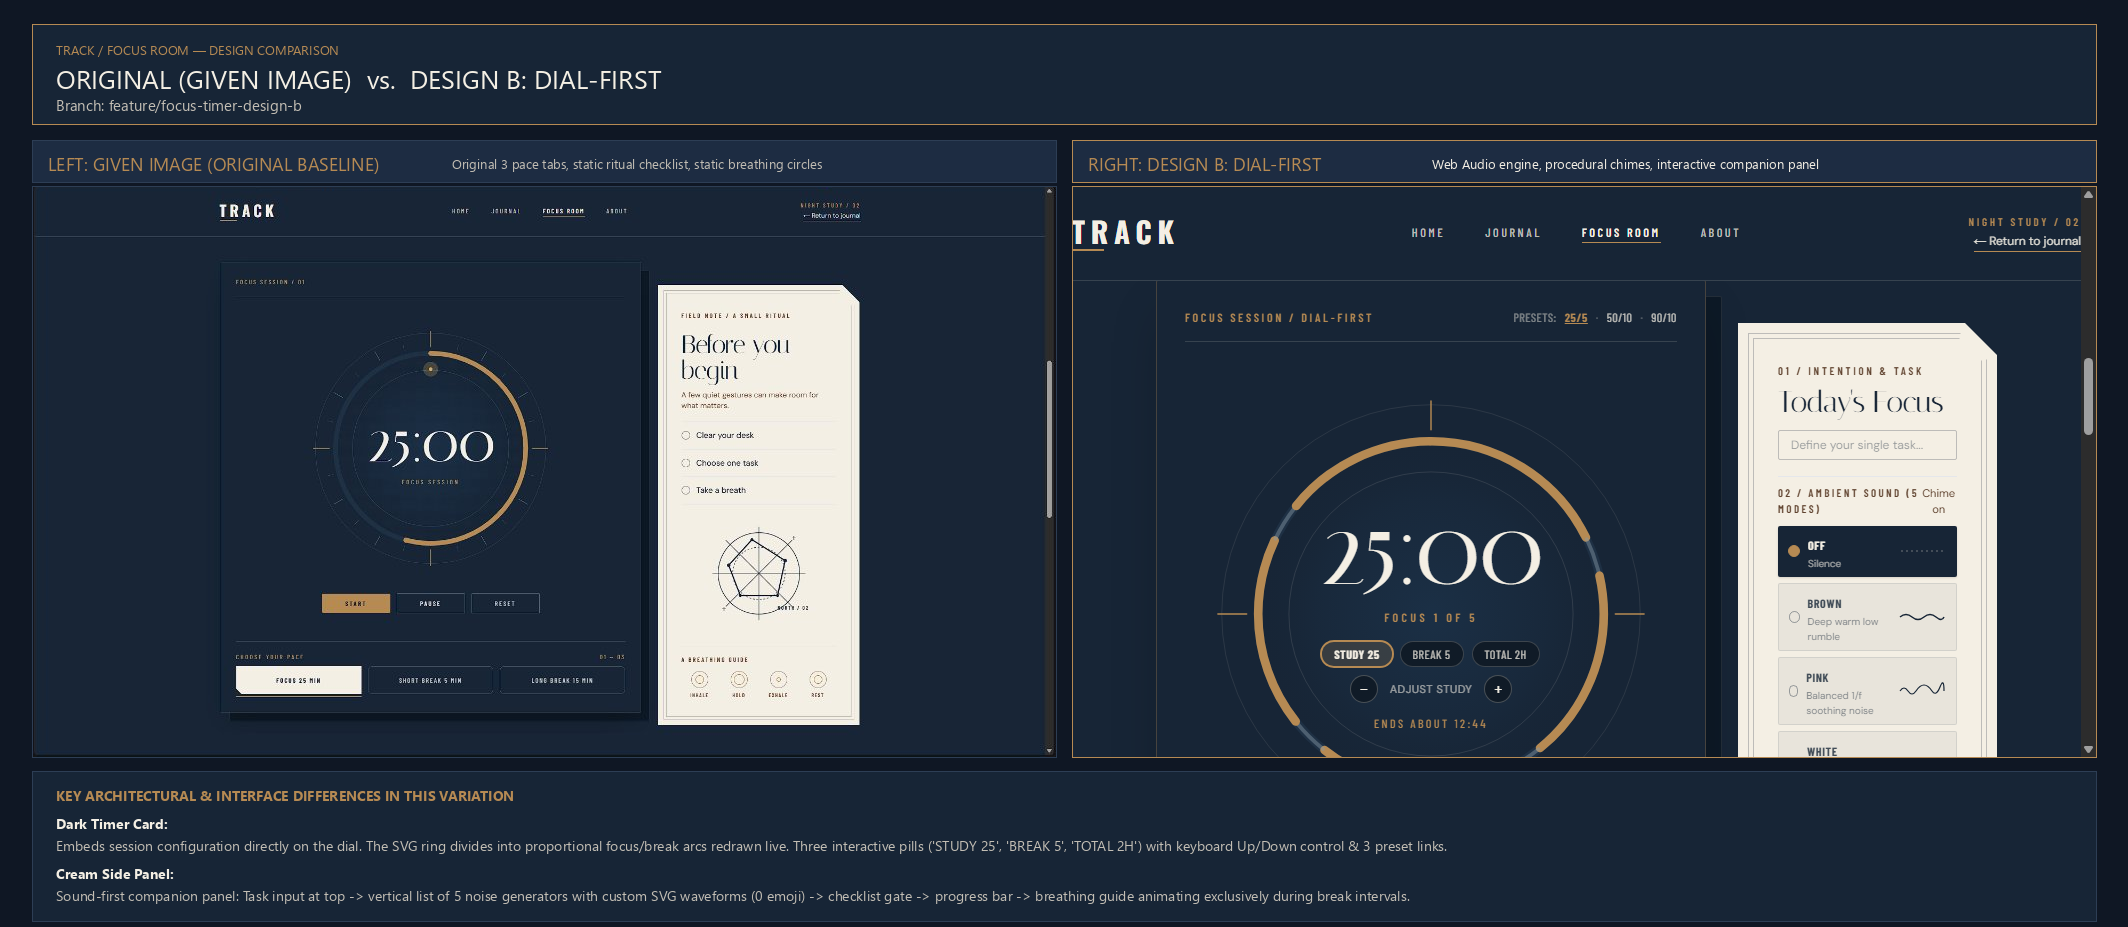 TRACK / FOCUS ROOM — DESIGN COMPARISON
ORIGINAL (GIVEN IMAGE)  vs.  DESIGN B: DIAL-FIRST
Branch: feature/focus-timer-design-b
LEFT: GIVEN IMAGE (ORIGINAL BASELINE)
Original 3 pace tabs, static ritual checklist, static breathing circles
TRACK
HOME JOURNAL FOCUS ROOM ABOUT
NIGHT STUDY / 02
← Return to journal
FOCUS SESSION / 01
25:00
FOCUS SESSION
START PAUSE RESET
CHOOSE YOUR PACE
01 — 03
FOCUS 25 MIN SHORT BREAK 5 MIN LONG BREAK 15 MIN
FIELD NOTE / A SMALL RITUAL
Before you
begin
A few quiet gestures can make room for
what matters.
Clear your desk
Choose one task
Take a breath
NORTH / 02
A BREATHING GUIDE
INHALE HOLD EXHALE REST
RIGHT: DESIGN B: DIAL-FIRST
Web Audio engine, procedural chimes, interactive companion panel
TRACK
HOME JOURNAL FOCUS ROOM ABOUT
NIGHT STUDY / 02
← Return to journal
FOCUS SESSION / DIAL-FIRST
PRESETS: 25/5 · 50/10 · 90/10
25:00
FOCUS 1 OF 5
STUDY 25 BREAK 5 TOTAL 2H
− ADJUST STUDY +
ENDS ABOUT 12:44
01 / INTENTION & TASK
Today's Focus
Define your single task...
02 / AMBIENT SOUND (5
MODES)
Chime
on
OFF
Silence
BROWN
Deep warm low
rumble
PINK
Balanced 1/f
soothing noise
WHITE
KEY ARCHITECTURAL & INTERFACE DIFFERENCES IN THIS VARIATION
Dark Timer Card:
Embeds session configuration directly on the dial. The SVG ring divides into proportional focus/break arcs redrawn live. Three interactive pills ('STUDY 25', 'BREAK 5', 'TOTAL 2H') with keyboard Up/Down control & 3 preset links.
Cream Side Panel:
Sound-first companion panel: Task input at top -> vertical list of 5 noise generators with custom SVG waveforms (0 emoji) -> checklist gate -> progress bar -> breathing guide animating exclusively during break intervals.